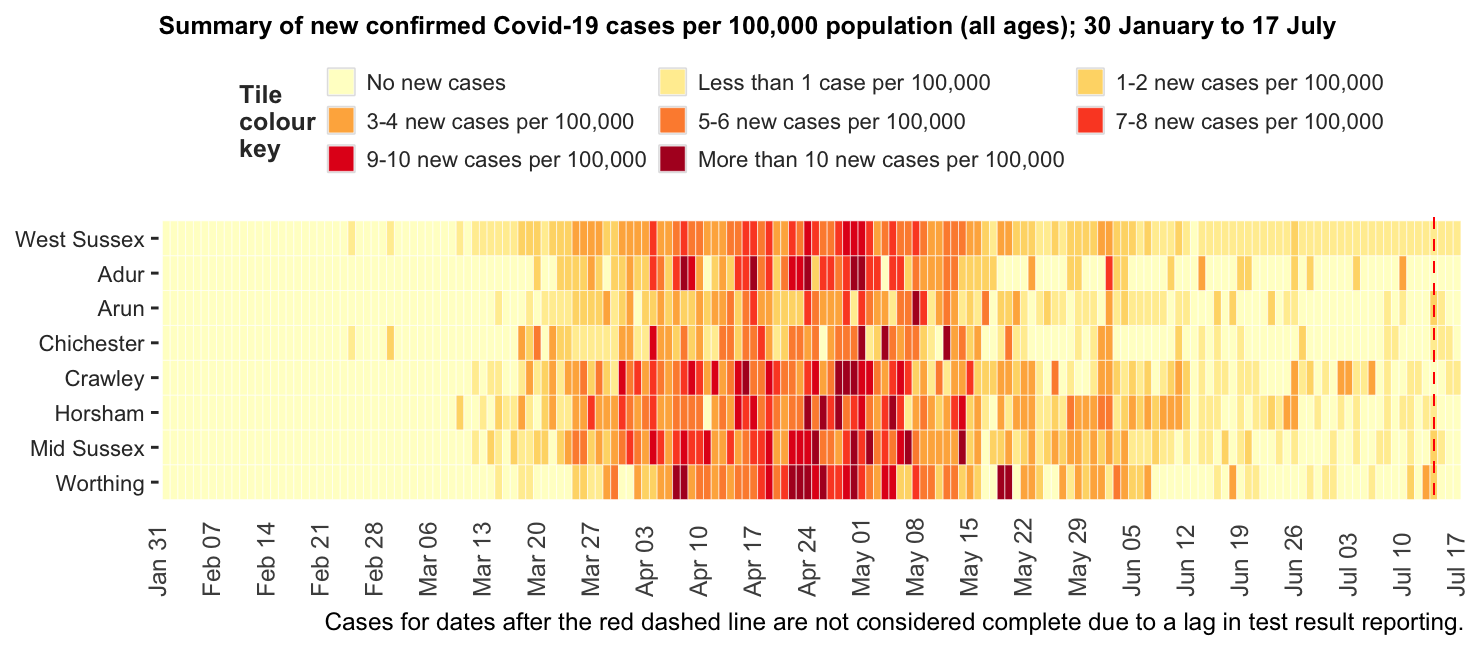 Summary of new confirmed Covid-19 cases per 100,000 population (all ages); 30 January to 17 July
Tile
colour
key
No new cases
Less than 1 case per 100,000
1-2 new cases per 100,000
3-4 new cases per 100,000
5-6 new cases per 100,000
7-8 new cases per 100,000
9-10 new cases per 100,000
More than 10 new cases per 100,000
West Sussex
Adur
Arun
Chichester
Crawley
Horsham
Mid Sussex
Worthing
Jan 31
Feb 07
Feb 14
Feb 21
Feb 28
Mar 06
Mar 13
Mar 20
Mar 27
Apr 03
Apr 10
Apr 17
Apr 24
May 01
May 08
May 15
May 22
May 29
Jun 05
Jun 12
Jun 19
Jun 26
Jul 03
Jul 10
Jul 17
Cases for dates after the red dashed line are not considered complete due to a lag in test result reporting.